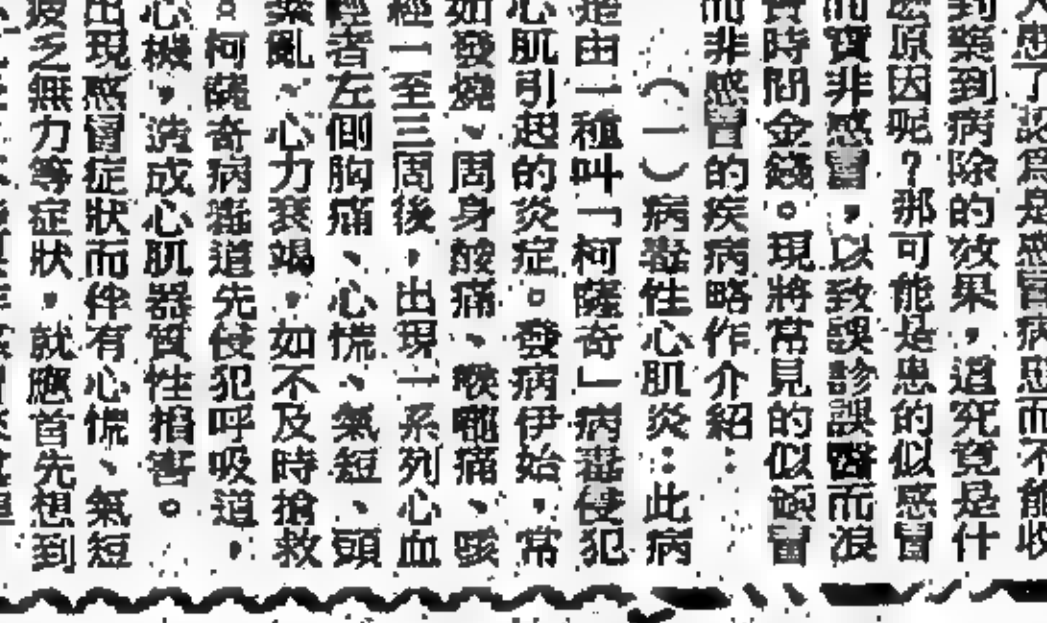 人患了認爲是感冒病患而不能收
到藥到病除的效果，這究竟是什
麽原因呢？那可能是患的似感冒
而實非感冒，以致誤診誤醫而浪
費時間金錢。現將常見的似感冒
而非感冒的疾病略作介紹：
（一）病毒性心肌炎：此病
是由一種叫「柯薩奇」病毒侵犯
心肌引起的炎症。發病伊始，常
如發燒、周身酸痛、喉嚨痛、咳
經一至三周後，出現一系列心血
輕者左側胸痛、心慌、氣短、頭
紊亂、心力衰竭，如不及時搶救
。柯薩奇病毒道先侵犯呼吸道，
心機，造成心肌器質性損害。
出現感冒症狀而伴有心慌、氣短
疲乏無力等症狀，就應首先想到